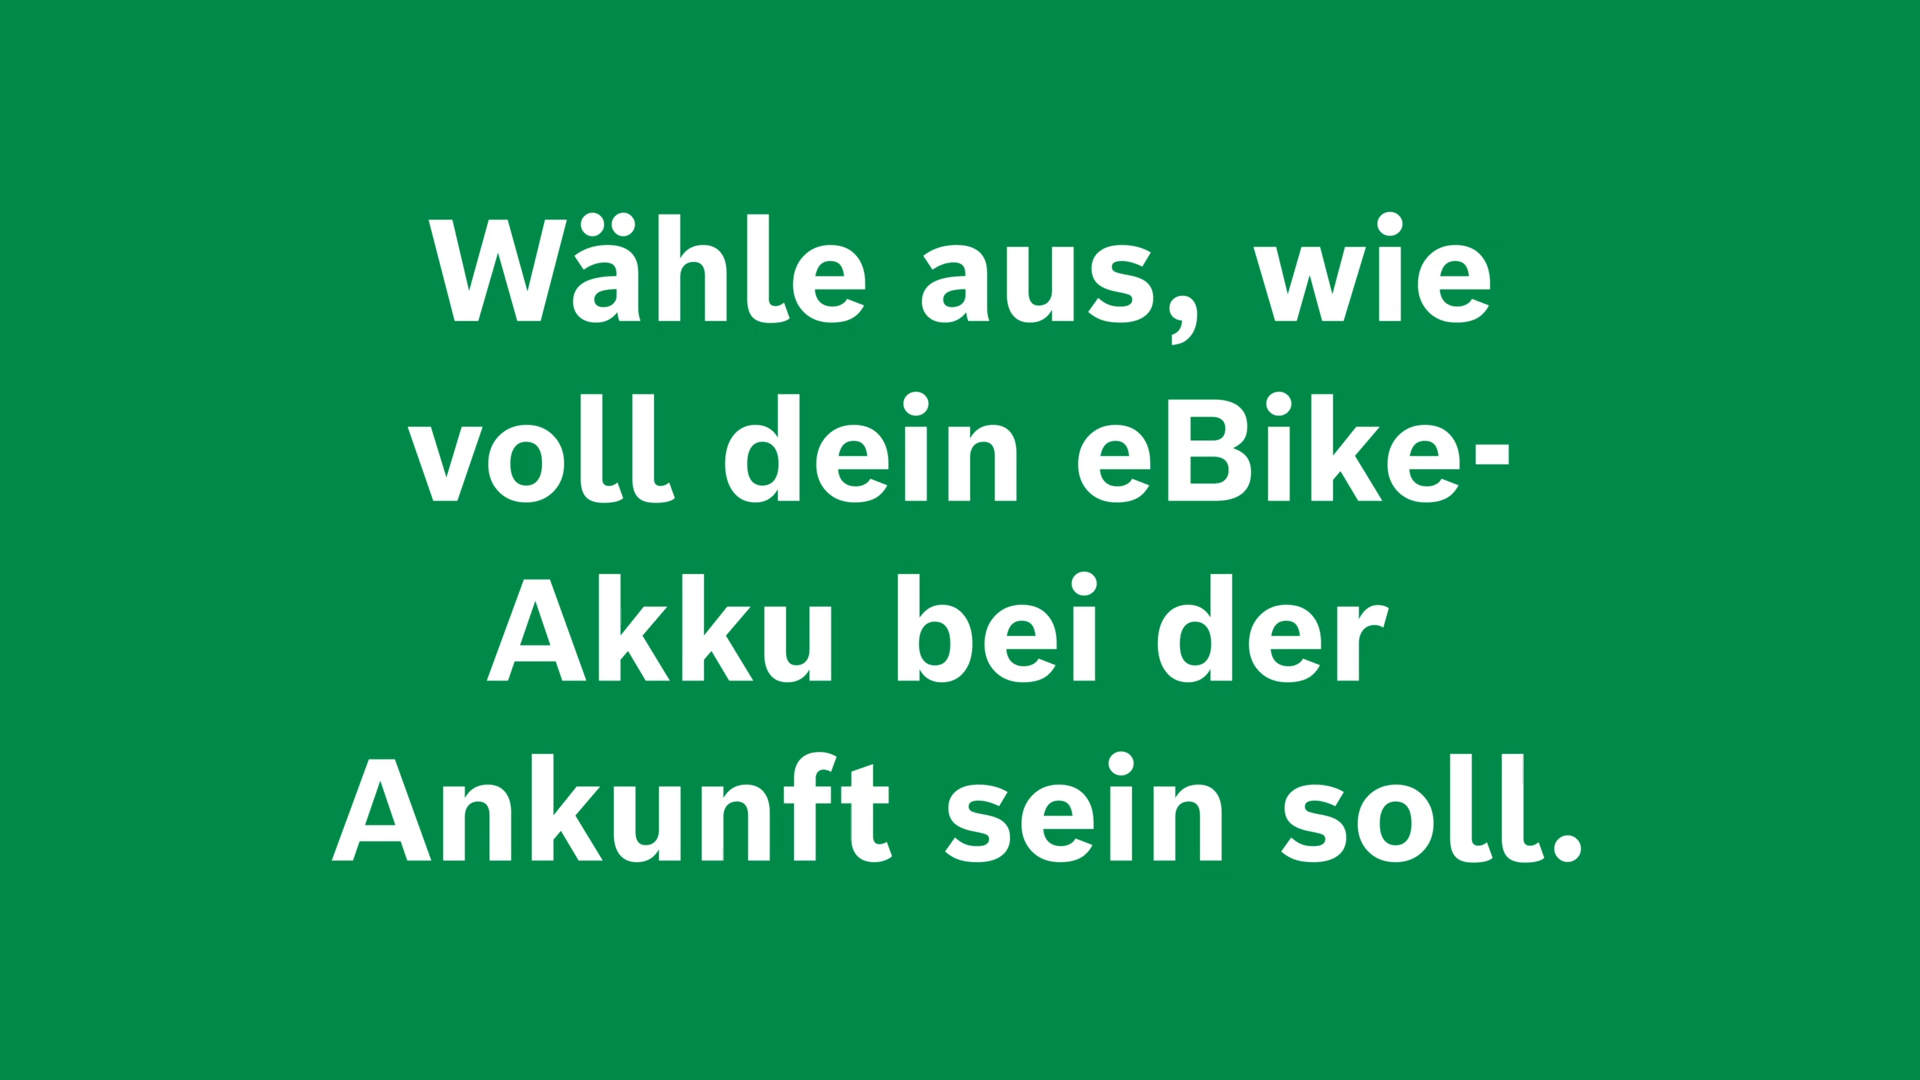 Wähle aus, wie
voll dein eBike-
Akku bei der
Ankunft sein soll.